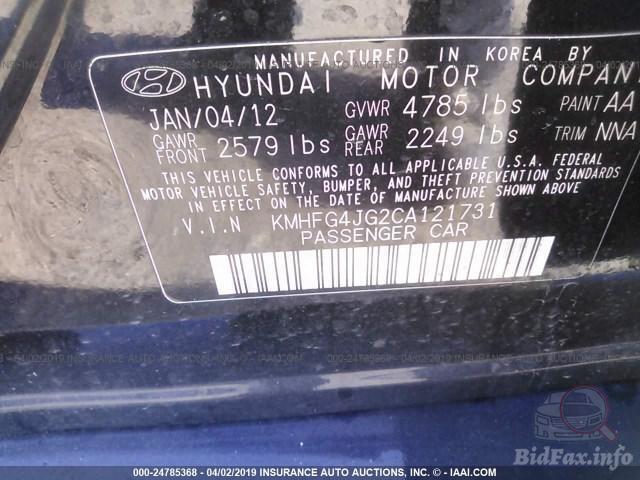 MANUFACTURED IN KOREA BY
HYUNDAI MOTOR COMPAN
JAN/04/12 GVWR 4785 lbs PAINT AA
GAWR FRONT 2579 lbs GAWR REAR 2249 lbs TRIM NNA
THIS VEHICLE CONFORMS TO ALL APPLICABLE U.S.A. FEDERAL
MOTOR VEHICLE SAFETY, BUMPER, AND THEFT PREVENTION
STANDARDS IN EFFECT ON THE DATE OF MANUFACTURE SHOWN ABOVE
V.I.N KMHFG4JG2CA121731
PASSENGER CAR
BidFax.info
000-24785368 - 04/02/2019 - INSURANCE AUTO AUCTIONS, INC. - © - IAAI.COM